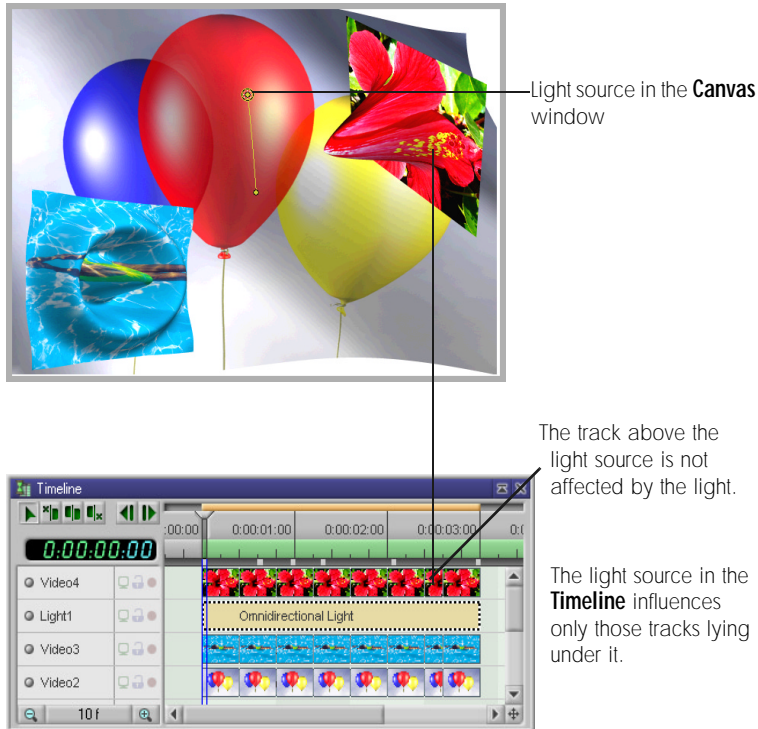 Light source in the Canvas
window
The track above the
light source is not
affected by the light.
Timeline
:00:00 0:00:01:00 0:00:02:00 0:00:03:00 0:0
0:00:00:00
Video4
Light1 Omnidirectional Light
Video3
Video2
10 f
The light source in the
Timeline influences
only those tracks lying
under it.